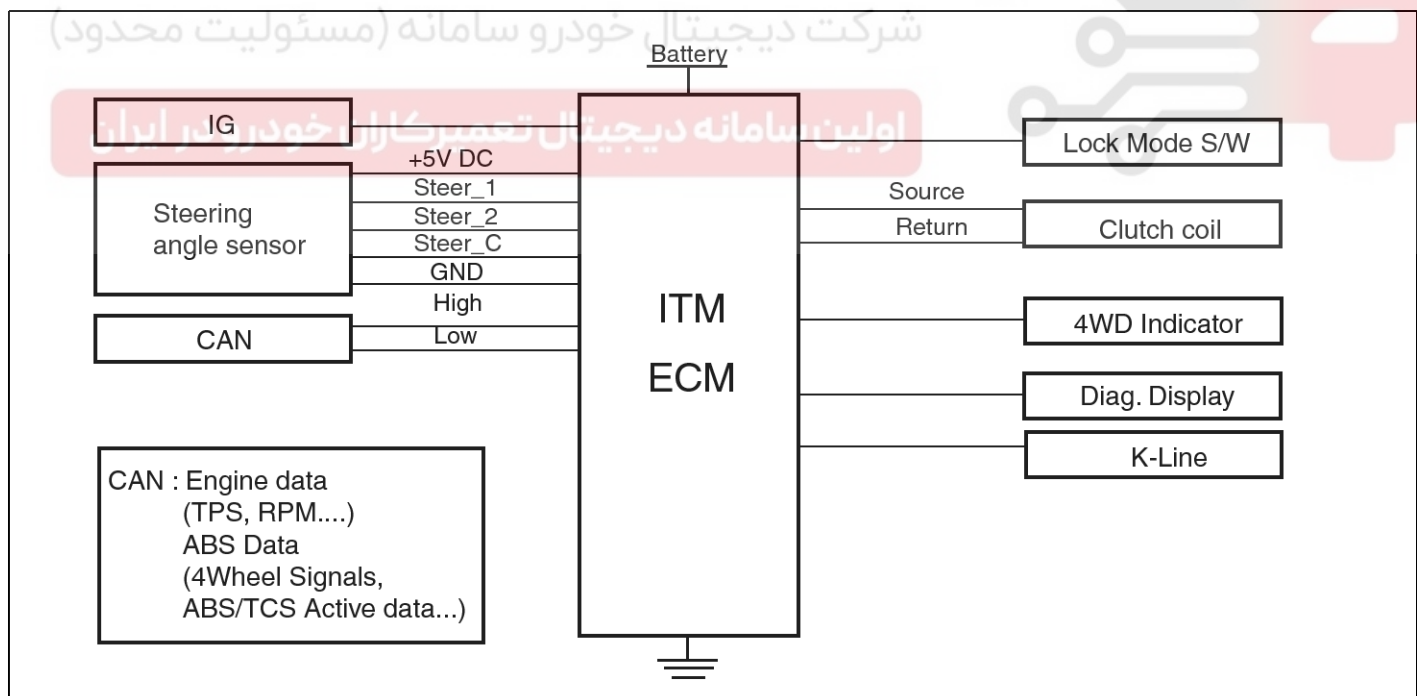 شرکت دیجیتال خودرو سامانه (مسئولیت محدود)
Battery
IG
اولین سامانه دیجیتال تعمیرکاران خودرو در ایران
Lock Mode S/W
+5V DC
Steering
angle sensor
Steer_1
Steer_2
Steer_C
GND
Source
Return
Clutch coil
High
Low
CAN
ITM
ECM
4WD Indicator
Diag. Display
K-Line
CAN : Engine data
(TPS, RPM....)
ABS Data
(4Wheel Signals,
ABS/TCS Active data...)